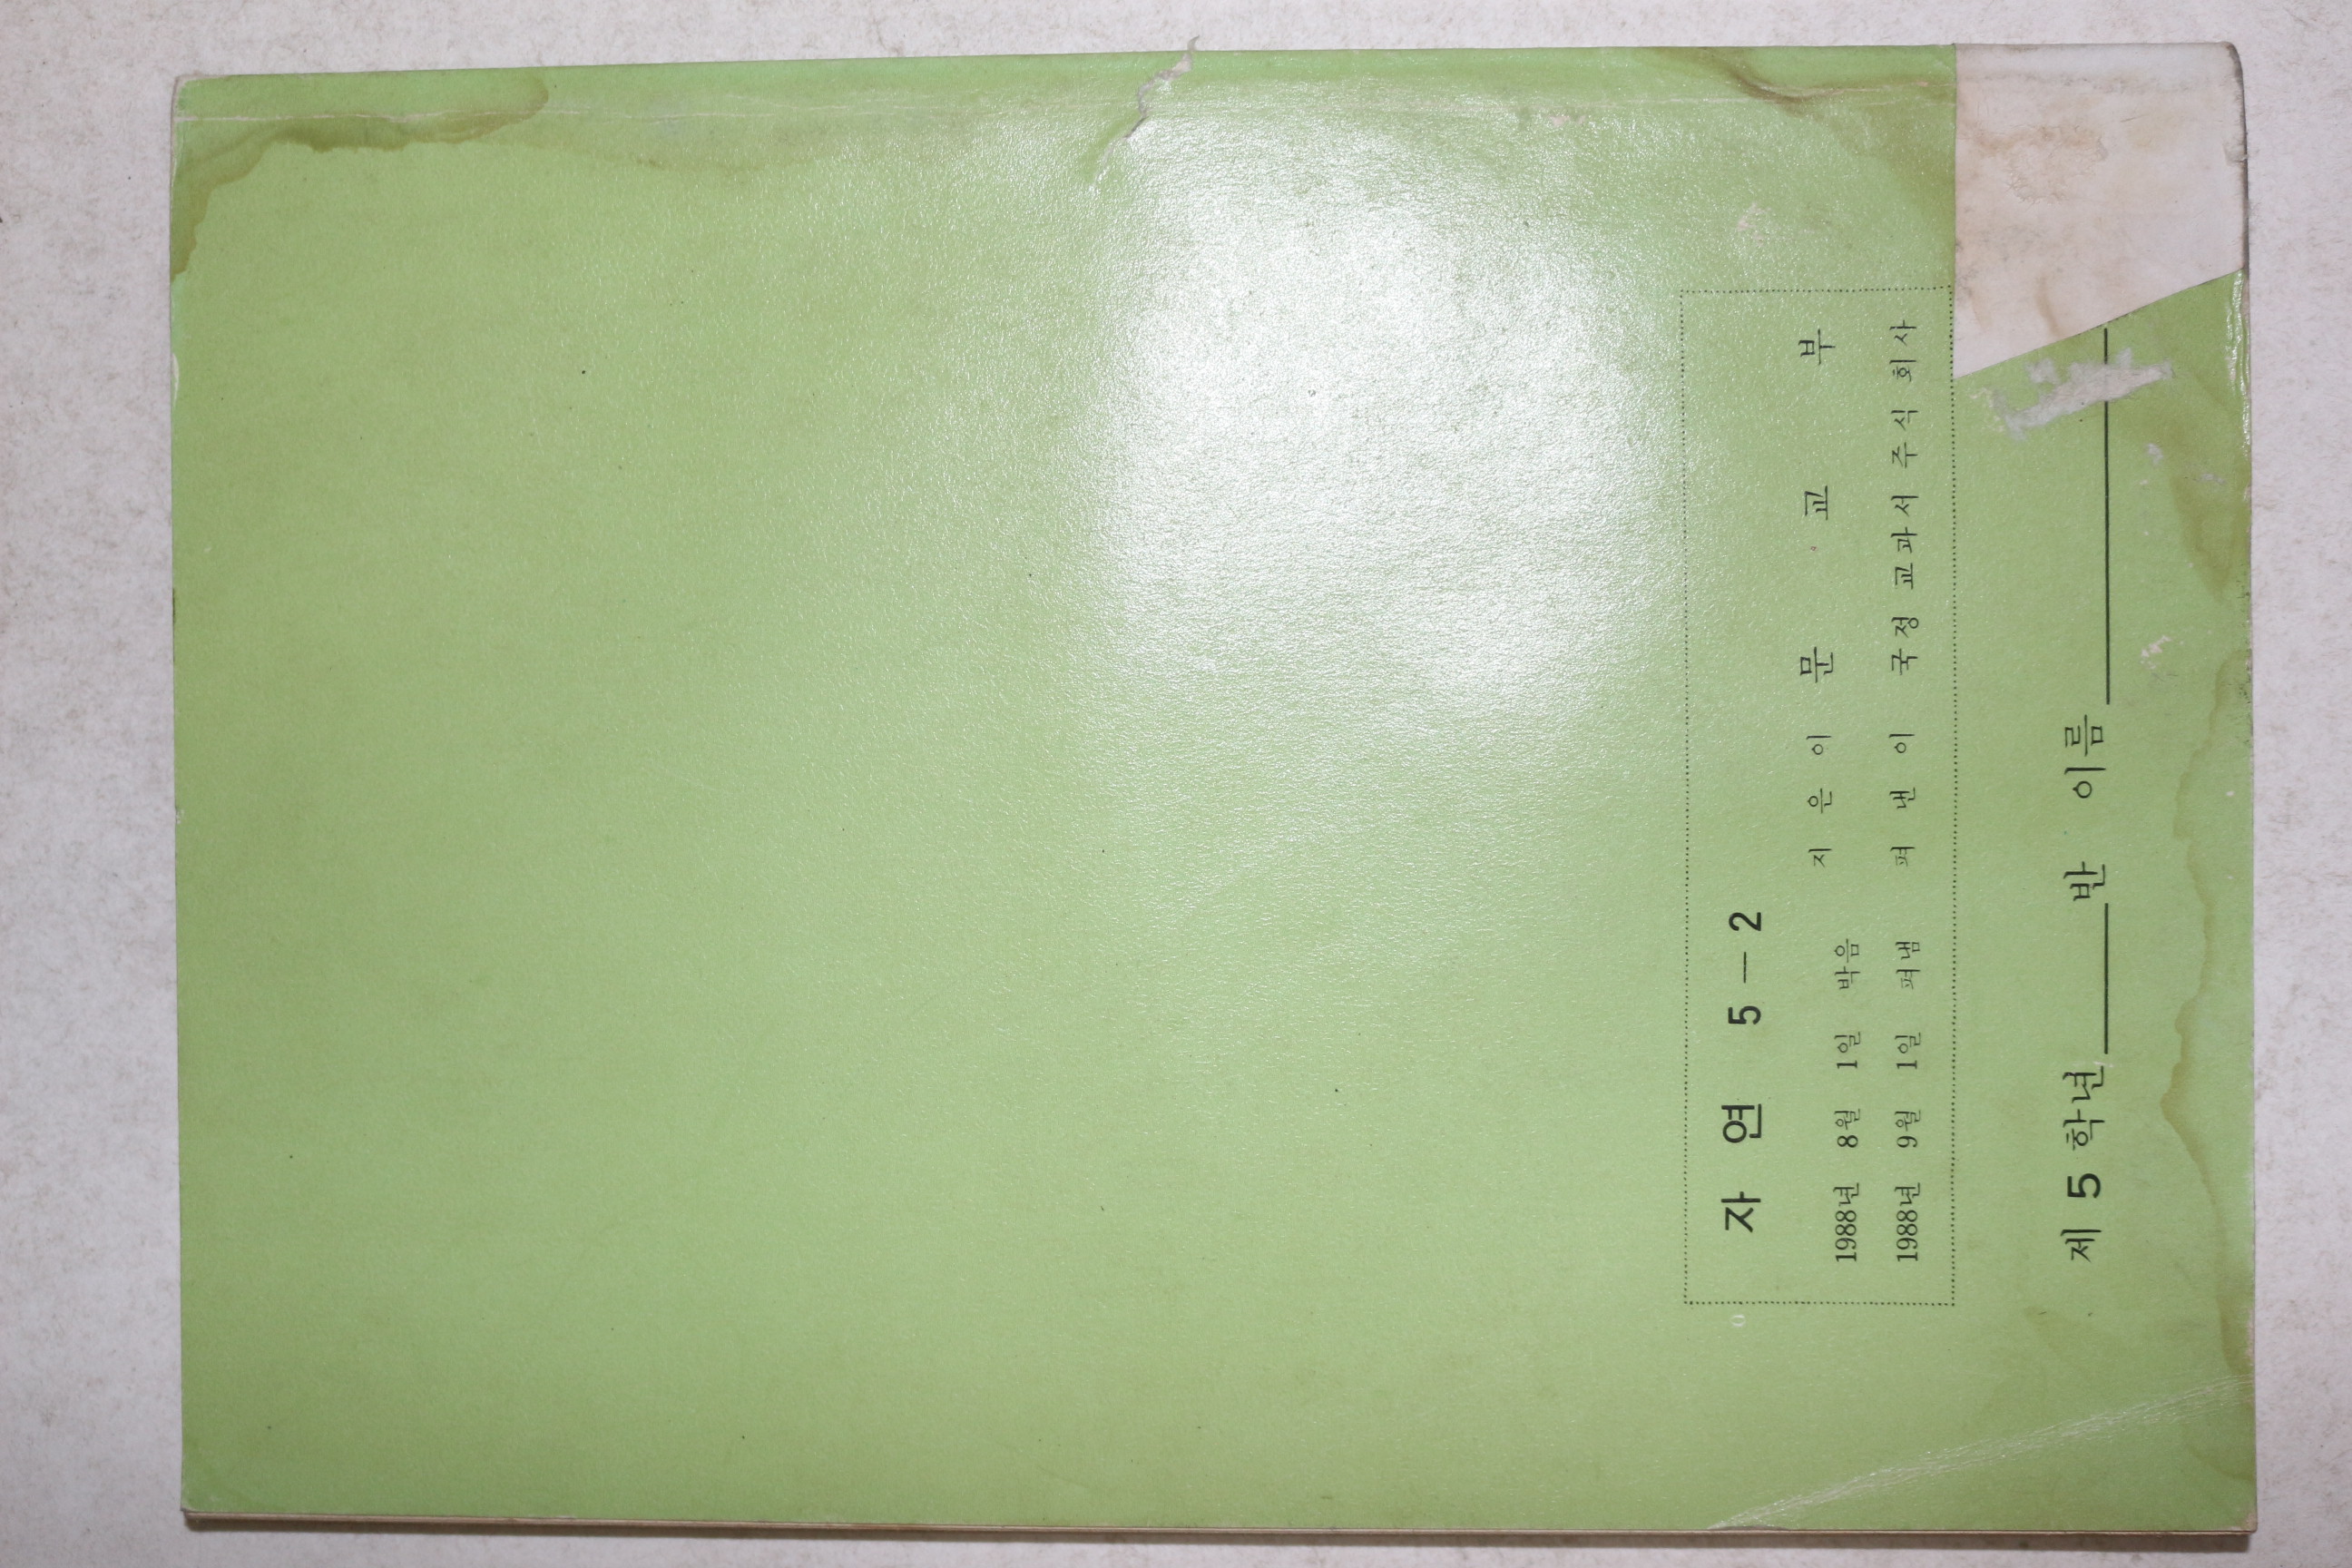 자 연 5—2
1988년 8월 1일 박음 지은이 문교부
1988년 9월 1일 펴냄 펴낸이 국정교과서주식회사
제 5 학년 반 이름